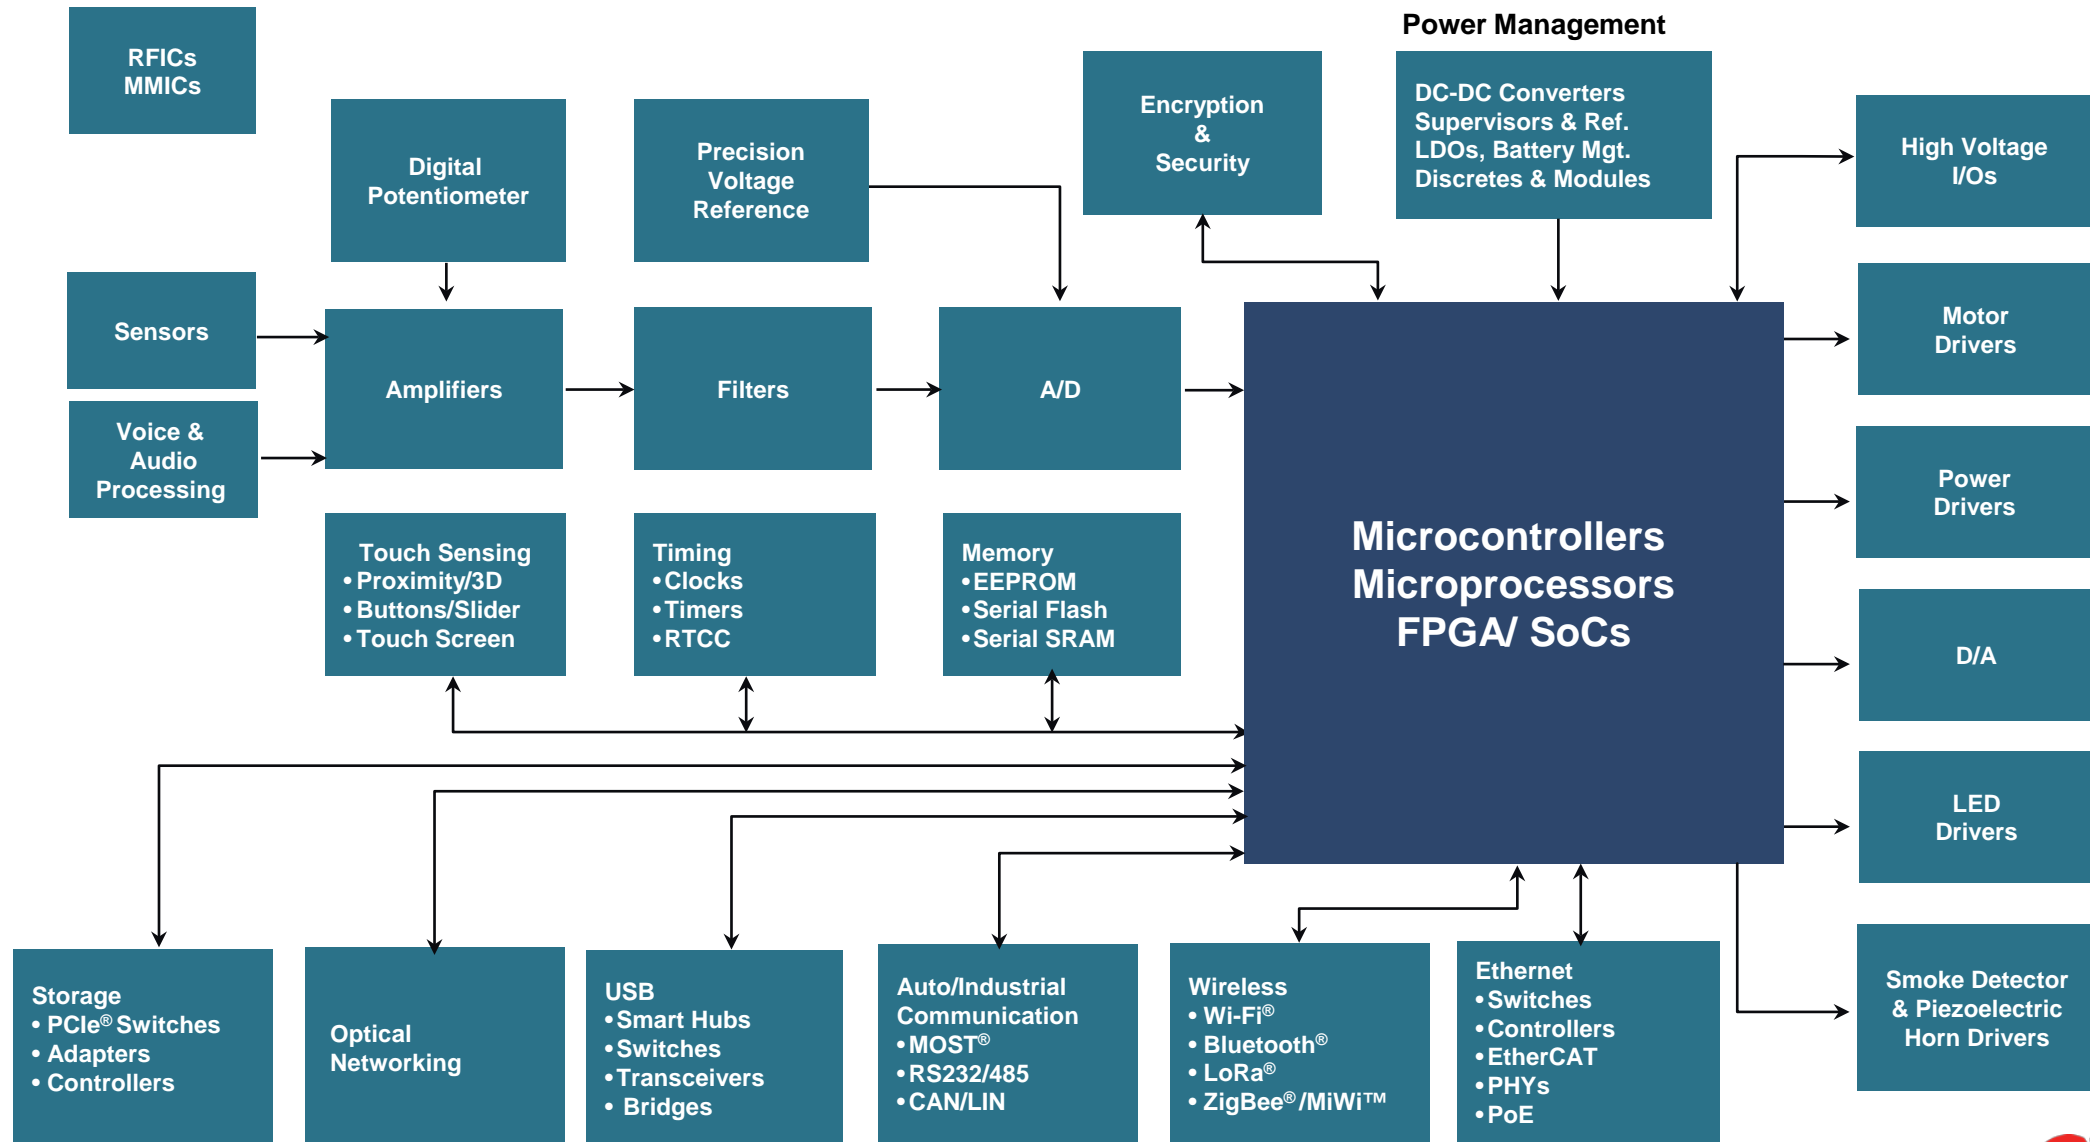 Power Management
RFICs
MMICs
Digital
Potentiometer
Precision
Voltage
Reference
Encryption
&
Security
DC-DC Converters
Supervisors & Ref.
LDOs, Battery Mgt.
Discretes & Modules
High Voltage
I/Os
Sensors
Voice &
Audio
Processing
Amplifiers
Filters
A/D
Microcontrollers
Microprocessors
FPGA/ SoCs
Motor
Drivers
Power
Drivers
D/A
LED
Drivers
Smoke Detector
& Piezoelectric
Horn Drivers
Touch Sensing
• Proximity/3D
• Buttons/Slider
• Touch Screen
Timing
• Clocks
• Timers
• RTCC
Memory
• EEPROM
• Serial Flash
• Serial SRAM
Storage
• PCIe® Switches
• Adapters
• Controllers
Optical
Networking
USB
• Smart Hubs
• Switches
• Transceivers
• Bridges
Auto/Industrial
Communication
• MOST®
• RS232/485
• CAN/LIN
Wireless
• Wi-Fi®
• Bluetooth®
• LoRa®
• ZigBee®/MiWi™
Ethernet
• Switches
• Controllers
• EtherCAT
• PHYs
• PoE